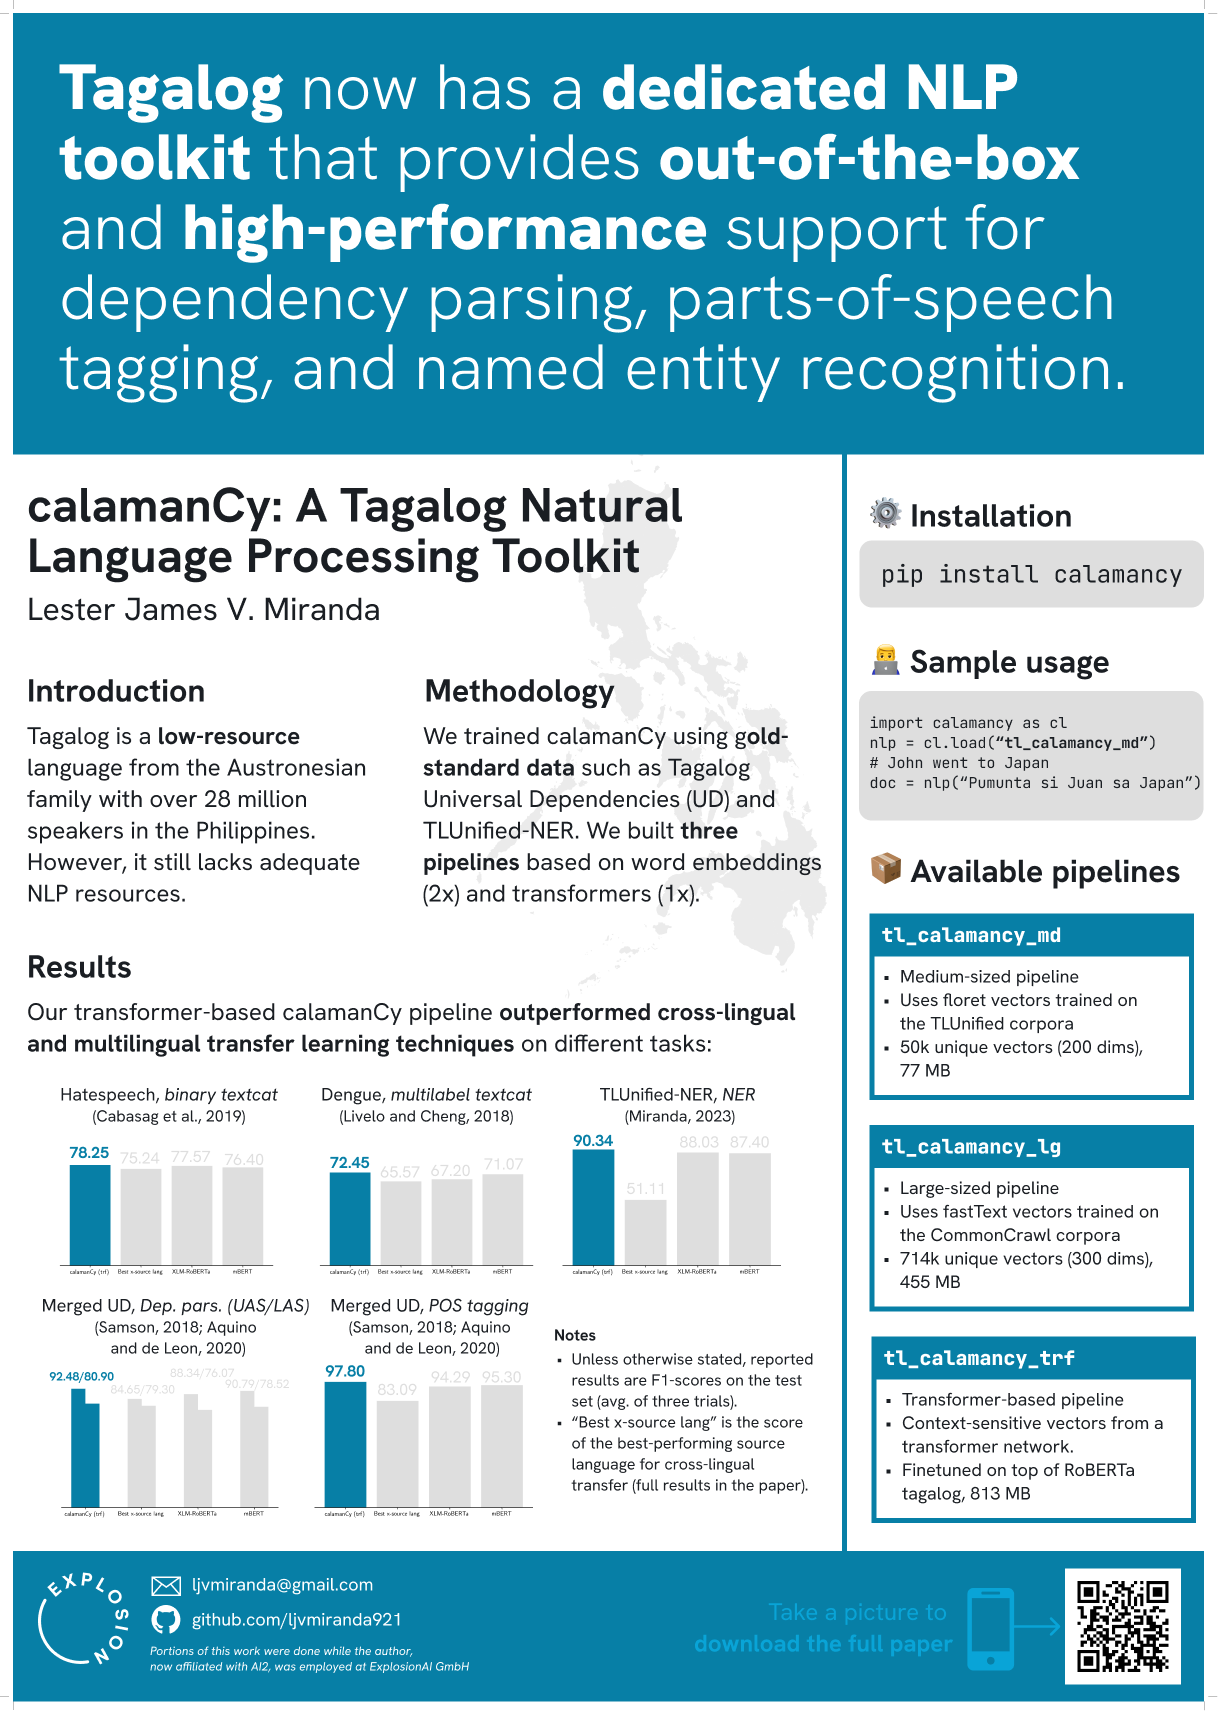 Tagalog now has a dedicated NLP
toolkit that provides out-of-the-box
and high-performance support for
dependency parsing, parts-of-speech
tagging, and named entity recognition.
calamanCy: A Tagalog Natural
Language Processing Toolkit
Lester James V. Miranda
Introduction
Tagalog is a low-resource
language from the Austronesian
family with over 28 million
speakers in the Philippines.
However, it still lacks adequate
NLP resources.
Methodology
We trained calamanCy using gold-
standard data such as Tagalog
Universal Dependencies (UD) and
TLUnified-NER. We built three
pipelines based on word embeddings
(2x) and transformers (1x).
Results
Our transformer-based calamanCy pipeline outperformed cross-lingual
and multilingual transfer learning techniques on different tasks:
Hatespeech, binary textcat
(Cabasag et al., 2019)
78.25 75.24 77.57 76.40
calamanCy (trf) Best x-source lang XLM-RoBERTa mBERT
Dengue, multilabel textcat
(Livelo and Cheng, 2018)
72.45 65.57 67.20 71.07
calamanCy (trf) Best x-source lang XLM-RoBERTa mBERT
TLUnified-NER, NER
(Miranda, 2023)
90.34 51.11 88.03 87.40
calamanCy (trf) Best x-source lang XLM-RoBERTa mBERT
Merged UD, Dep. pars. (UAS/LAS)
(Samson, 2018; Aquino
and de Leon, 2020)
92.48/80.90 84.65/79.30 88.34/76.07 90.79/78.52
calamanCy (trf) Best x-source lang XLM-RoBERTa mBERT
Merged UD, POS tagging
(Samson, 2018; Aquino
and de Leon, 2020)
97.80 83.09 94.29 95.30
calamanCy (trf) Best x-source lang XLM-RoBERTa mBERT
Notes
▪ Unless otherwise stated, reported
results are F1-scores on the test
set (avg. of three trials).
▪ “Best x-source lang” is the score
of the best-performing source
language for cross-lingual
transfer (full results in the paper).
Installation
pip install calamancy
Sample usage
import calamancy as cl
nlp = cl.load(“tl_calamancy_md”)
# John went to Japan
doc = nlp(“Pumunta si Juan sa Japan”)
Available pipelines
tl_calamancy_md
▪ Medium-sized pipeline
▪ Uses floret vectors trained on
the TLUnified corpora
▪ 50k unique vectors (200 dims),
77 MB
tl_calamancy_lg
▪ Large-sized pipeline
▪ Uses fastText vectors trained on
the CommonCrawl corpora
▪ 714k unique vectors (300 dims),
455 MB
tl_calamancy_trf
▪ Transformer-based pipeline
▪ Context-sensitive vectors from a
transformer network.
▪ Finetuned on top of RoBERTa
tagalog, 813 MB
EXPLOSION
ljvmiranda@gmail.com
github.com/ljvmiranda921
Portions of this work were done while the author,
now affiliated with AI2, was employed at ExplosionAI GmbH
Take a picture to
download the full paper